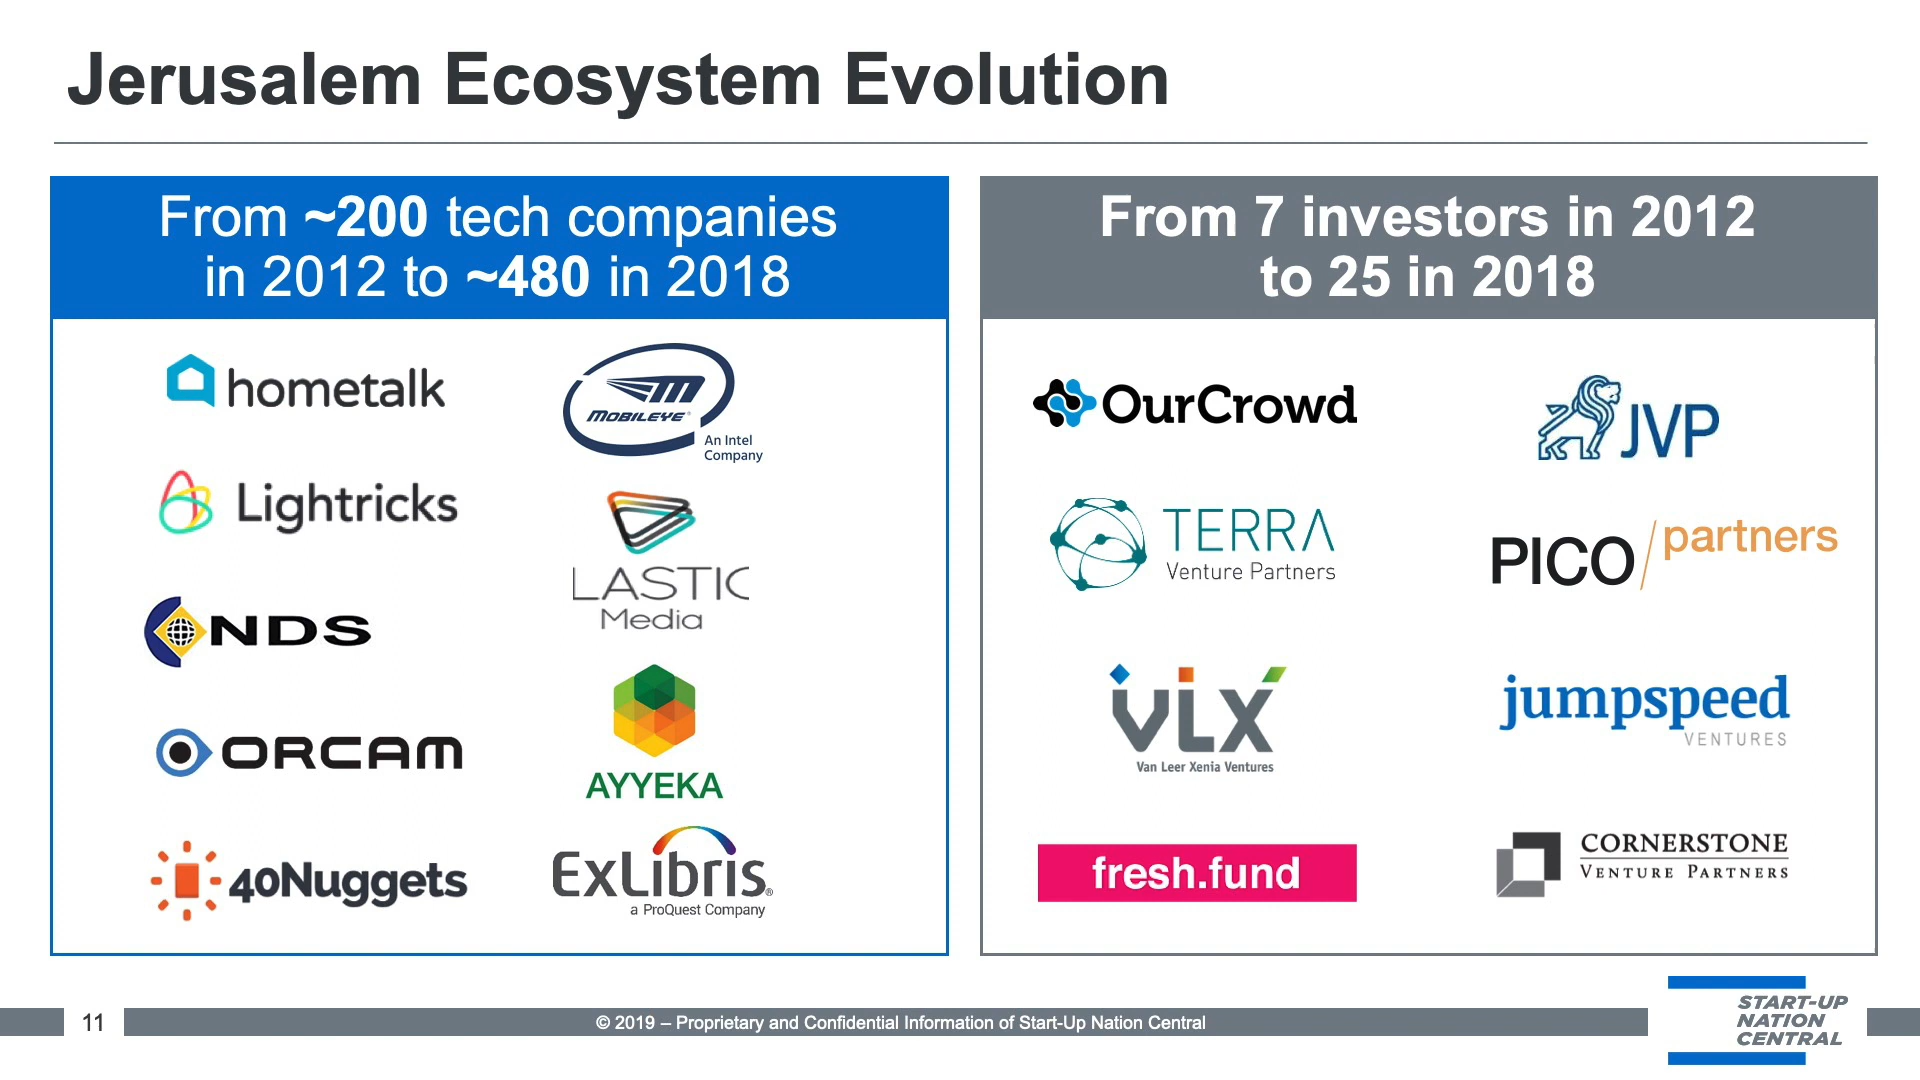 Jerusalem Ecosystem Evolution
From ~200 tech companies
in 2012 to ~480 in 2018
hometalk
MOBILEYE®
An Intel
Company
Lightricks
LASTIC
Media
NDS
ORCAM
AYYEKA
40Nuggets
ExLibris®
a ProQuest Company
From 7 investors in 2012
to 25 in 2018
OurCrowd
JVP
TERRA
Venture Partners
PICO/partners
VLX
Van Leer Xenia Ventures
jumpspeed
VENTURES
fresh.fund
CORNERSTONE
VENTURE PARTNERS
11
© 2019 – Proprietary and Confidential Information of Start-Up Nation Central
START-UP
NATION
CENTRAL